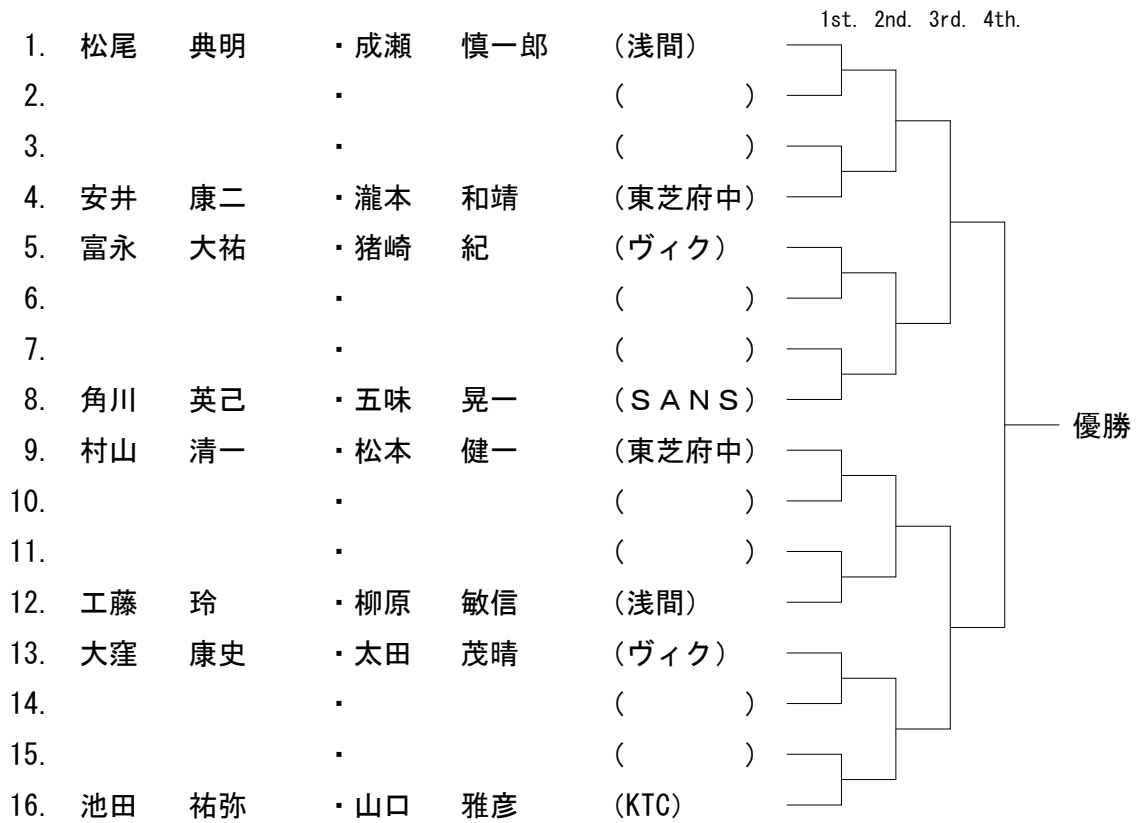 1st. 2nd. 3rd. 4th.
1. 松尾 典明 ・成瀬 慎一郎 (浅間)
2. ・ ( )
3. ・ ( )
4. 安井 康二 ・瀧本 和靖 (東芝府中)
5. 富永 大祐 ・猪崎 紀 (ヴィク)
6. ・ ( )
7. ・ ( )
8. 角川 英己 ・五味 晃一 (ＳＡＮＳ)
優勝
9. 村山 清一 ・松本 健一 (東芝府中)
10. ・ ( )
11. ・ ( )
12. 工藤 玲 ・柳原 敏信 (浅間)
13. 大窪 康史 ・太田 茂晴 (ヴィク)
14. ・ ( )
15. ・ ( )
16. 池田 祐弥 ・山口 雅彦 (KTC)